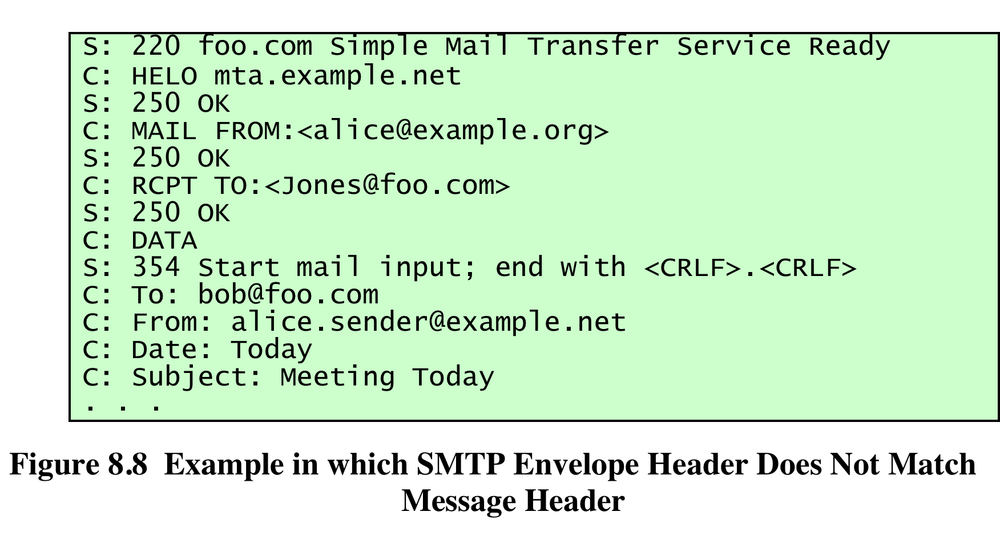 S: 220 foo.com Simple Mail Transfer Service Ready
C: HELO mta.example.net
S: 250 OK
C: MAIL FROM:<alice@example.org>
S: 250 OK
C: RCPT TO:<Jones@foo.com>
S: 250 OK
C: DATA
S: 354 Start mail input; end with <CRLF>.<CRLF>
C: To: bob@foo.com
C: From: alice.sender@example.net
C: Date: Today
C: Subject: Meeting Today
. . .
Figure 8.8 Example in which SMTP Envelope Header Does Not Match
Message Header